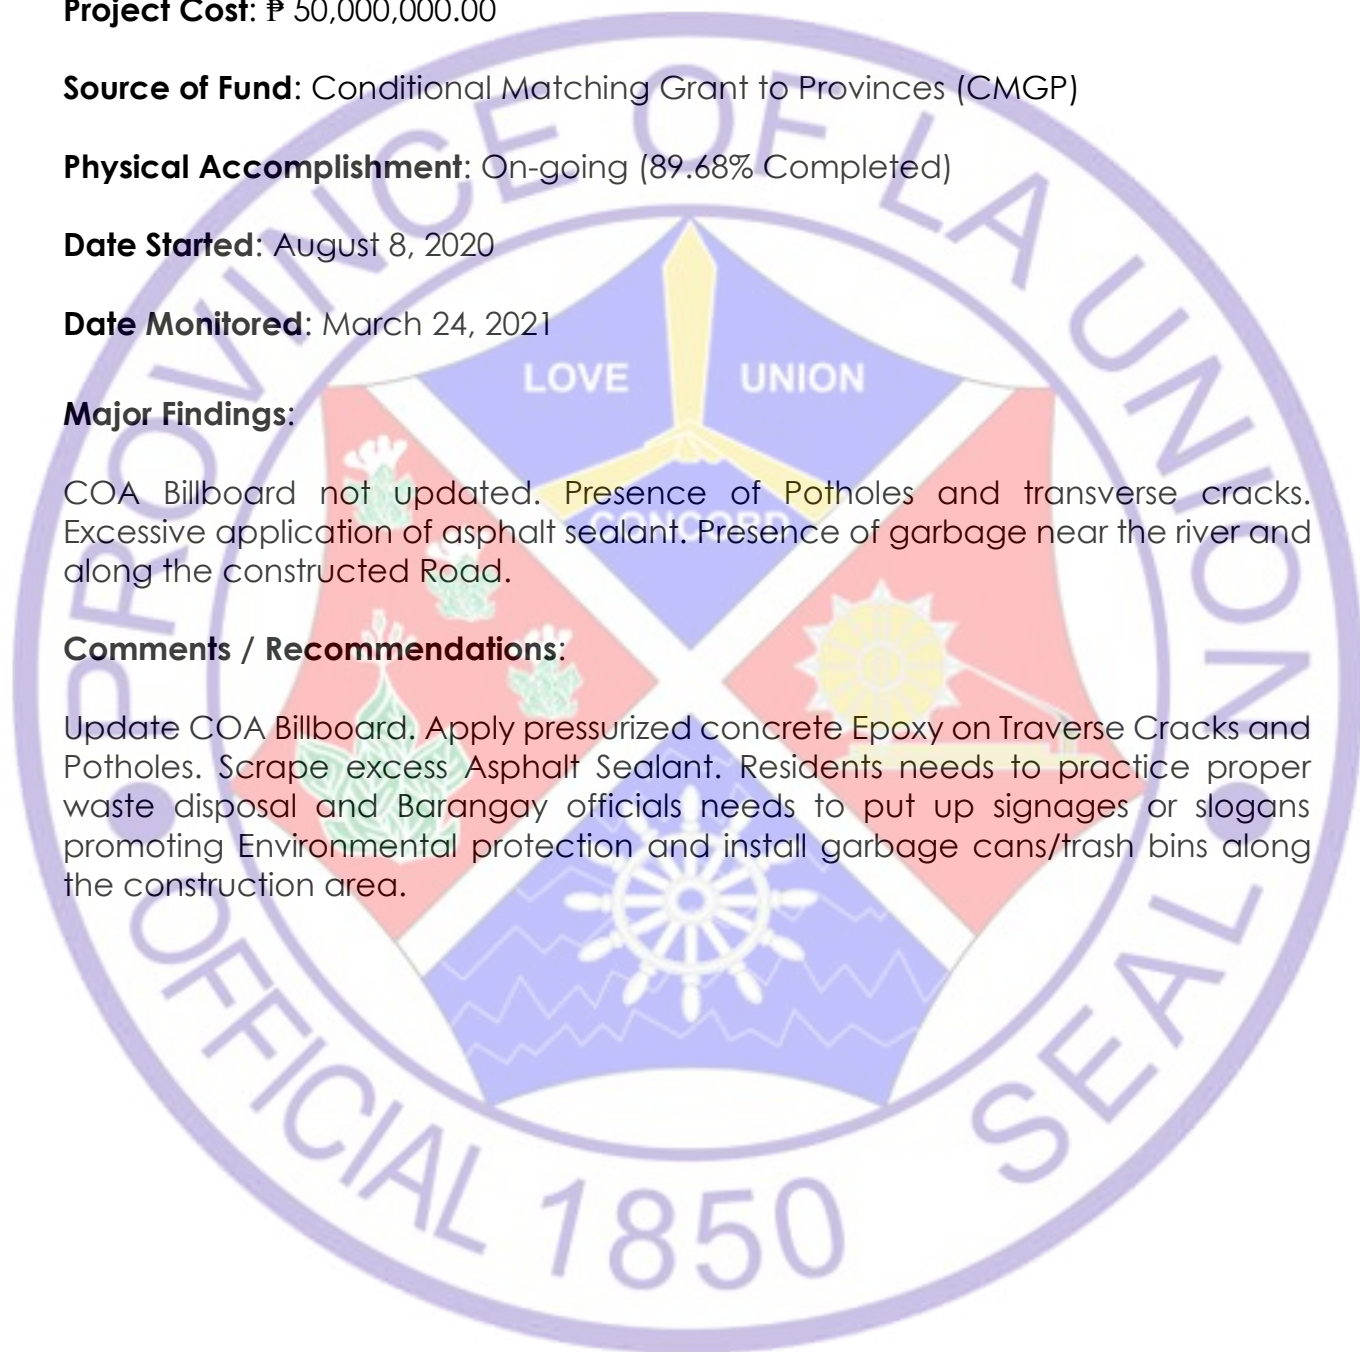 Project Cost: ₱ 50,000,000.00
Source of Fund: Conditional Matching Grant to Provinces (CMGP)
Physical Accomplishment: On-going (89.68% Completed)
Date Started: August 8, 2020
Date Monitored: March 24, 2021
Major Findings:
COA Billboard not updated. Presence of Potholes and transverse cracks.
Excessive application of asphalt sealant. Presence of garbage near the river and
along the constructed Road.
Comments / Recommendations:
Update COA Billboard. Apply pressurized concrete Epoxy on Traverse Cracks and
Potholes. Scrape excess Asphalt Sealant. Residents needs to practice proper
waste disposal and Barangay officials needs to put up signages or slogans
promoting Environmental protection and install garbage cans/trash bins along
the construction area.
PROVINCE OF LA UNION
LOVE UNION
CONCORD
OFFICIAL 1850 SEAL